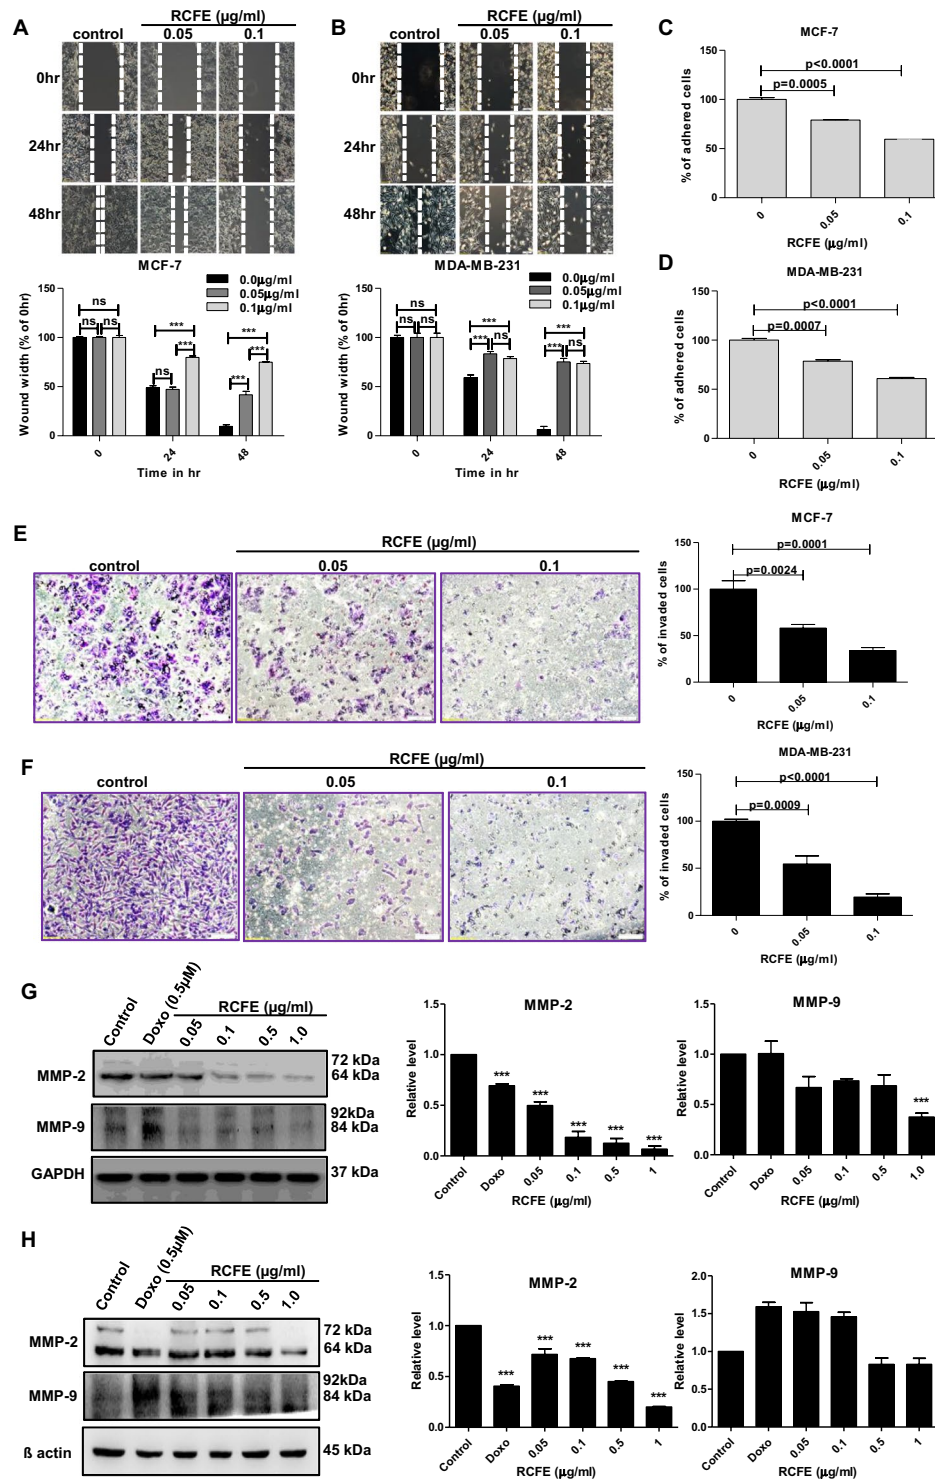 A
RCFE (µg/ml)
control
0.05
0.1
0hr
24hr
48hr
MCF-7
0.0µg/ml
0.05µg/ml
0.1µg/ml
Wound width (% of 0hr)
150
100
50
0
ns
ns
ns
***
ns
***
***
***
***
0
24
48
Time in hr
B
RCFE (µg/ml)
control
0.05
0.1
0hr
24hr
48hr
MDA-MB-231
0.0µg/ml
0.05µg/ml
0.1µg/ml
Wound width (% of 0hr)
150
100
50
0
ns
ns
ns
***
***
ns
***
***
ns
0
24
48
Time in hr
C
MCF-7
% of adhered cells
150
100
50
0
p<0.0001
p=0.0005
0
0.05
0.1
RCFE (µg/ml)
D
MDA-MB-231
% of adhered cells
150
100
50
0
p<0.0001
p=0.0007
0
0.05
0.1
RCFE (µg/ml)
E
RCFE (µg/ml)
control
0.05
0.1
MCF-7
% of invaded cells
150
100
50
0
p=0.0001
p=0.0024
0
0.05
0.1
RCFE (µg/ml)
F
RCFE (µg/ml)
control
0.05
0.1
MDA-MB-231
% of invaded cells
150
100
50
0
p<0.0001
p=0.0009
0
0.05
0.1
RCFE (µg/ml)
G
Control
Doxo (0.5µM)
RCFE (µg/ml)
0.05
0.1
0.5
1.0
MMP-2
72 kDa
64 kDa
MMP-9
92kDa
84 kDa
GAPDH
37 kDa
MMP-2
Relative level
1.5
1.0
0.5
0.0
***
***
***
***
***
Control
Doxo
0.05
0.1
0.5
1
RCFE (µg/ml)
MMP-9
Relative level
1.5
1.0
0.5
0.0
***
Control
Doxo
0.05
0.1
0.5
1.0
RCFE (µg/ml)
H
Control
Doxo (0.5µM)
RCFE (µg/ml)
0.05
0.1
0.5
1.0
MMP-2
72 kDa
64 kDa
MMP-9
92kDa
84 kDa
ß actin
45 kDa
MMP-2
Relative level
1.5
1.0
0.5
0.0
***
***
***
***
***
Control
Doxo
0.05
0.1
0.5
1
RCFE (µg/ml)
MMP-9
Relative level
2.0
1.5
1.0
0.5
0.0
Control
Doxo
0.05
0.1
0.5
1
RCFE (µg/ml)